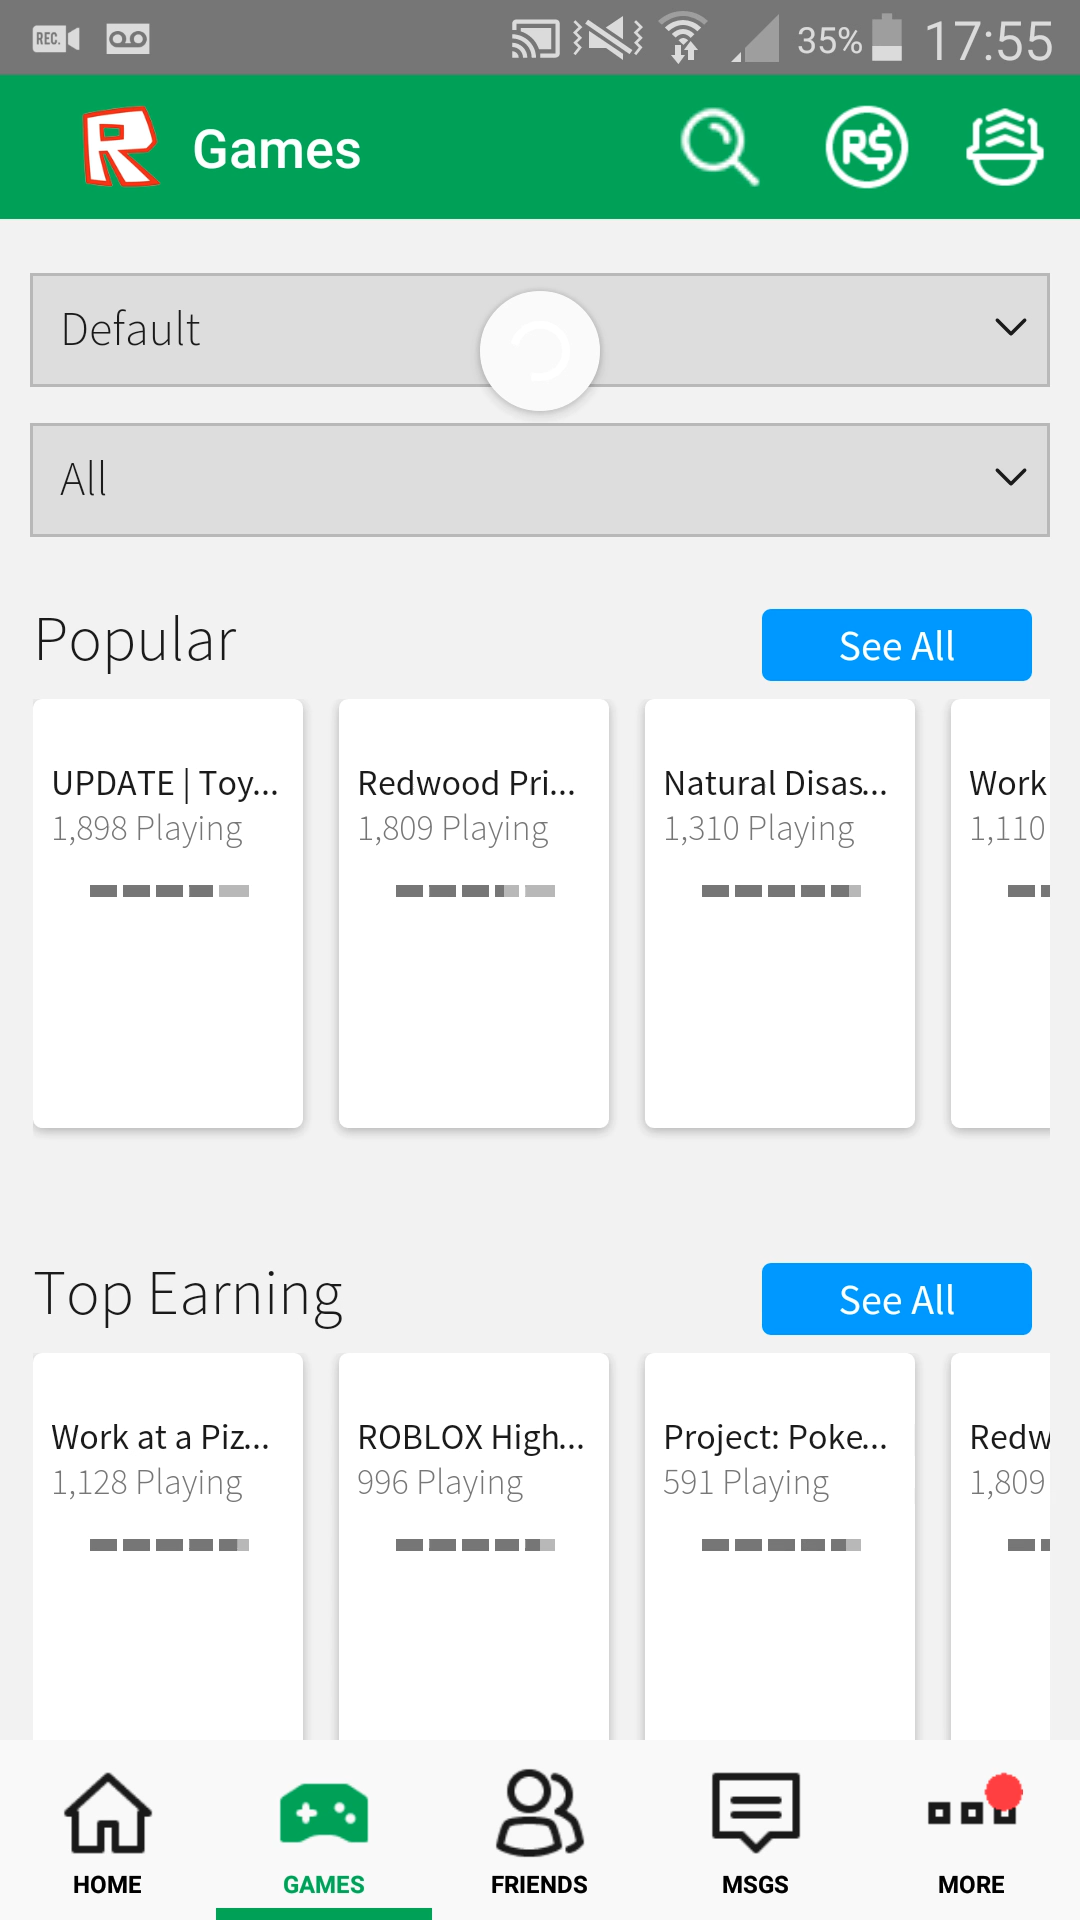 REC.
35%
17:55
R
Games
R$
Default
All
Popular
See All
UPDATE | Toy...
Redwood Pri...
Natural Disas...
Work
1,898 Playing
1,809 Playing
1,310 Playing
1,110
Top Earning
See All
Work at a Piz...
ROBLOX High...
Project: Poke...
Redw
1,128 Playing
996 Playing
591 Playing
1,809
HOME
GAMES
FRIENDS
MSGS
MORE